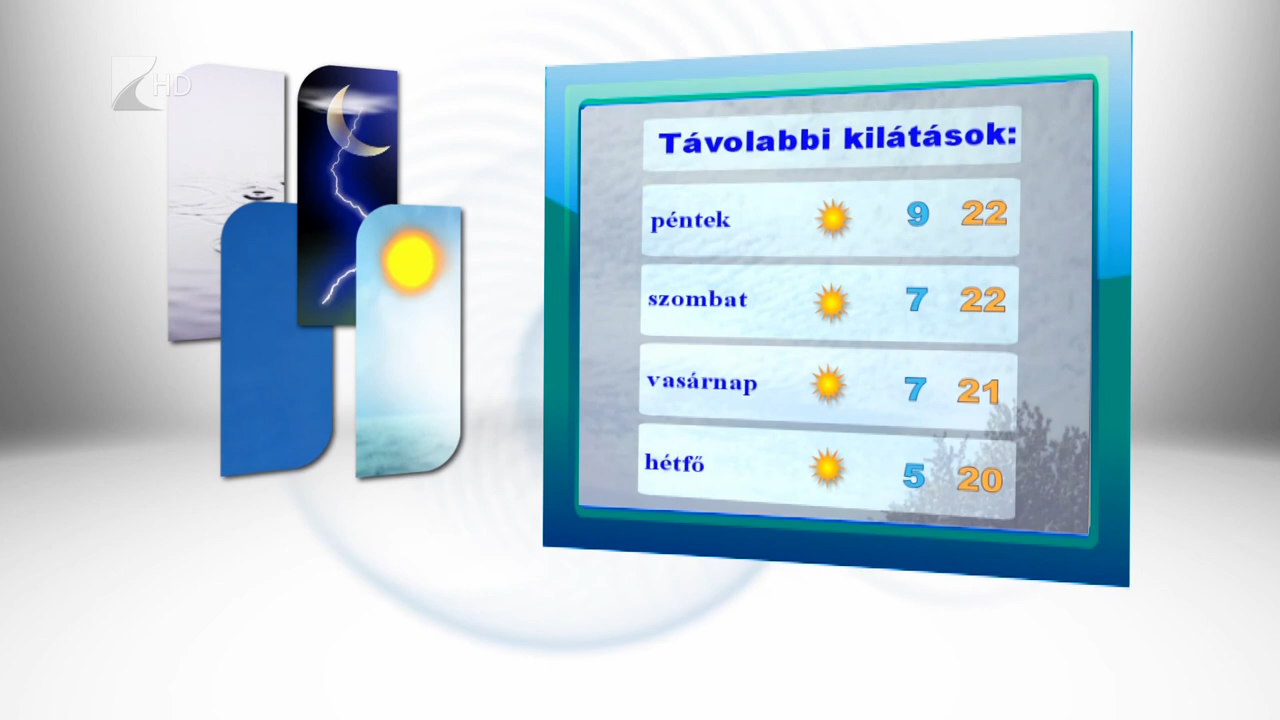 HD
Távolabbi kilátások:
péntek 9 22
szombat 7 22
vasárnap 7 21
hétfő 5 20